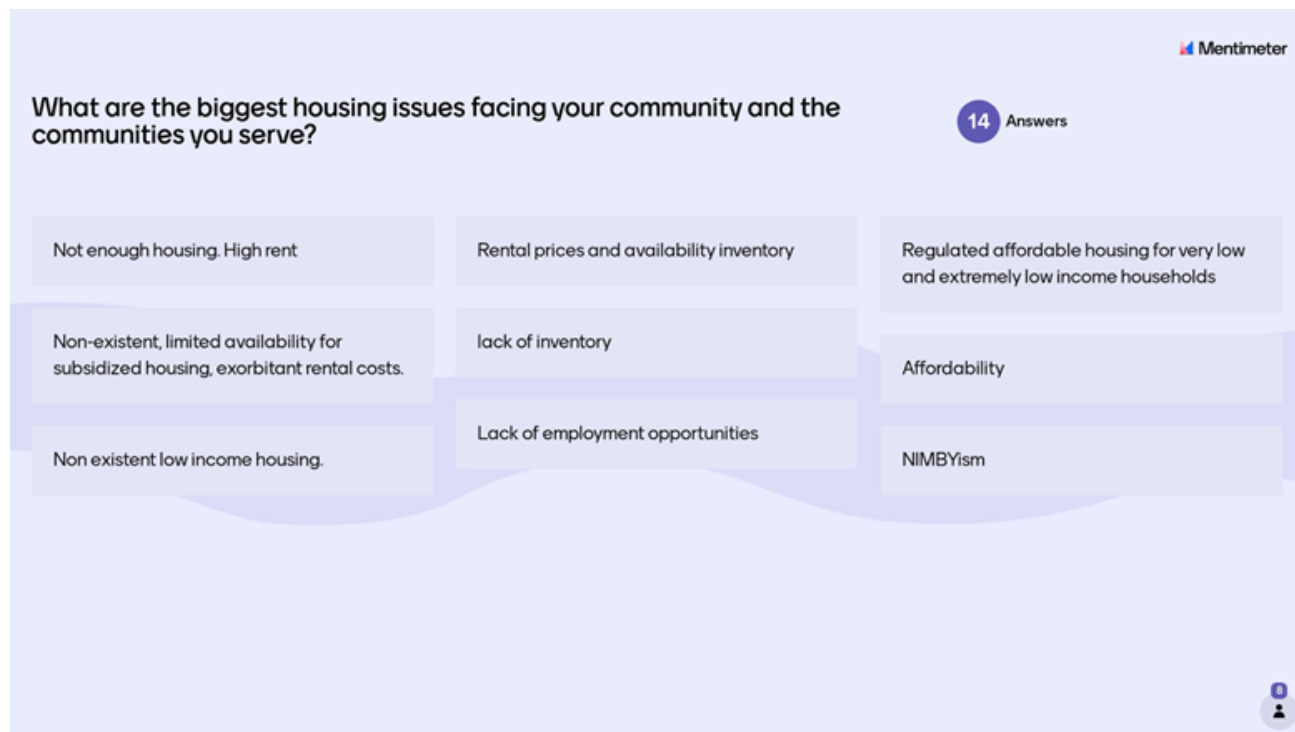 Mentimeter
What are the biggest housing issues facing your community and the
communities you serve?
14 Answers
Not enough housing. High rent
Non-existent, limited availability for
subsidized housing, exorbitant rental costs.
Non existent low income housing.
Rental prices and availability inventory
lack of inventory
Lack of employment opportunities
Regulated affordable housing for very low
and extremely low income households
Affordability
NIMBYism
8